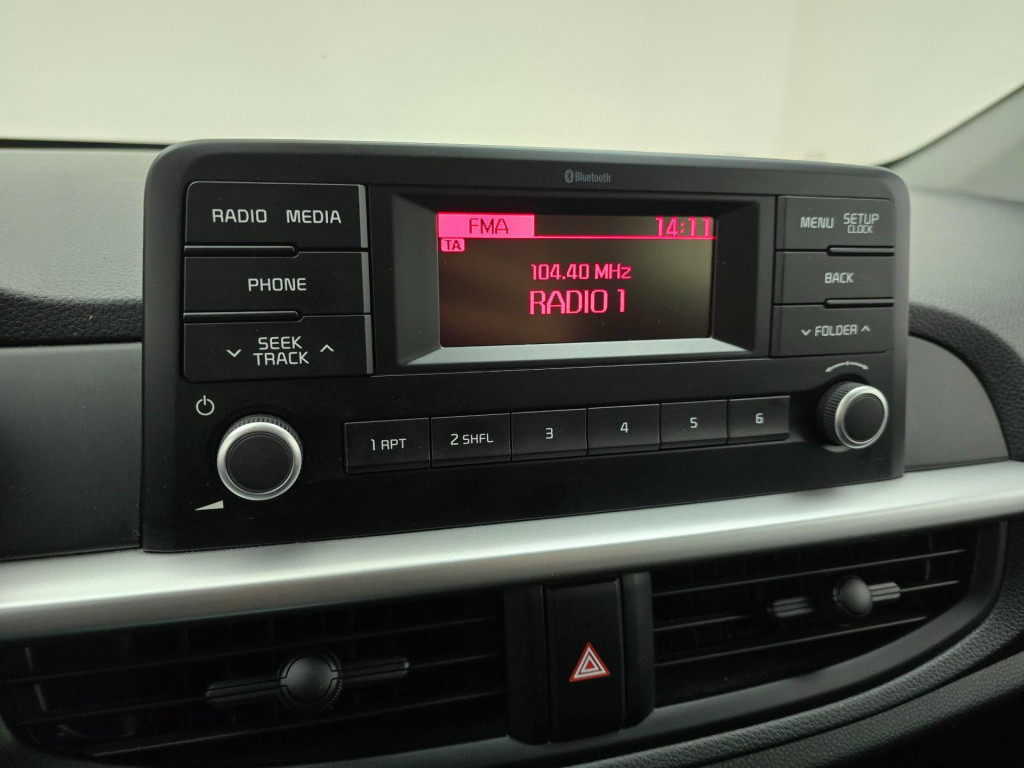 Bluetooth
RADIO MEDIA
PHONE
SEEK
TRACK
FMA 14:11
TA
104.40 MHz
RADIO 1
MENU SETUP
CLOCK
BACK
FOLDER
1 RPT 2 SHFL 3 4 5 6